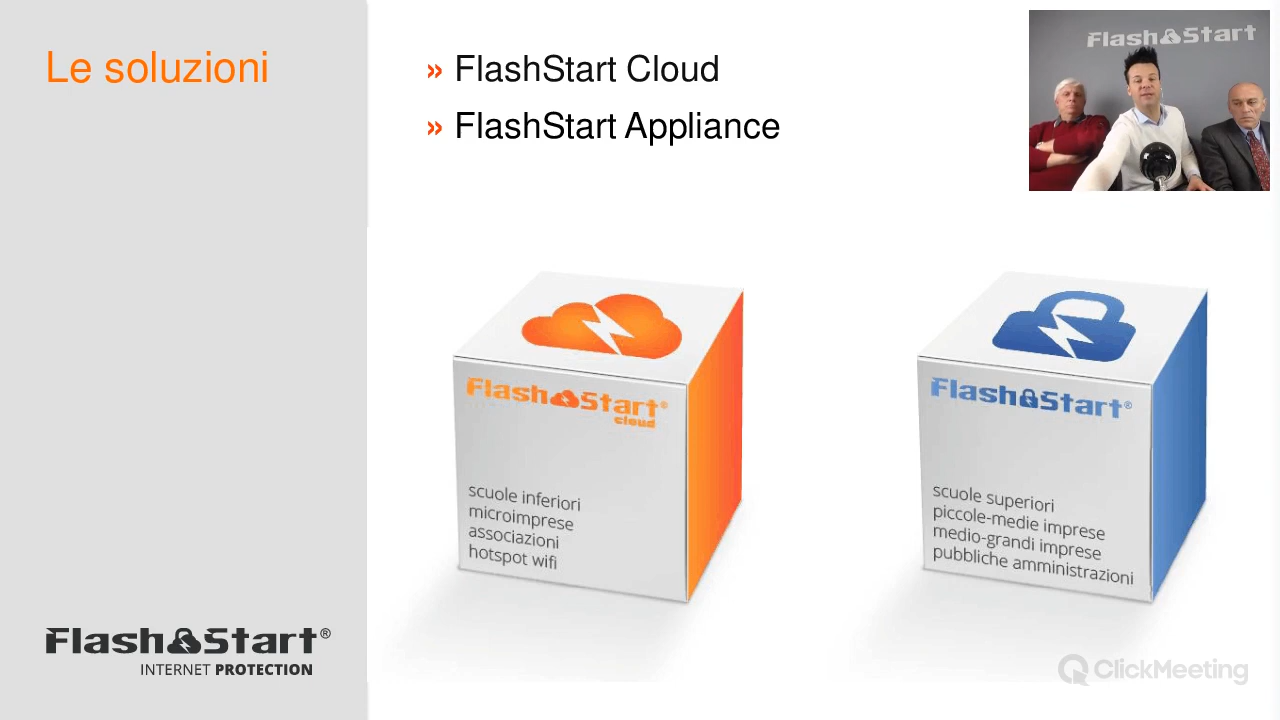 Le soluzioni
» FlashStart Cloud
» FlashStart Appliance
FlashStart
FlashStart®
cloud
scuole inferiori
microimprese
associazioni
hotspot wifi
FlashStart®
scuole superiori
piccole-medie imprese
medio-grandi imprese
pubbliche amministrazioni
FlashStart®
INTERNET PROTECTION
ClickMeeting